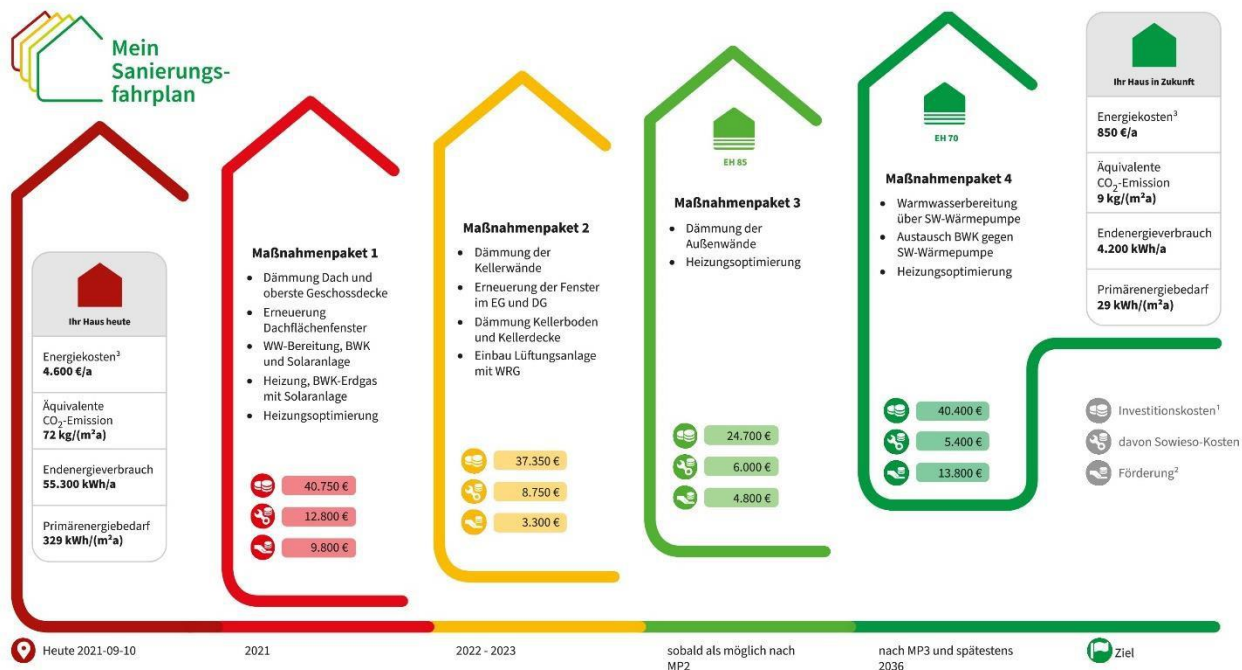 Mein
Sanierungs-
fahrplan
Ihr Haus heute
Energiekosten³
4.600 €/a
Äquivalente
CO₂-Emission
72 kg/(m²a)
Endenergieverbrauch
55.300 kWh/a
Primärenergiebedarf
329 kWh/(m²a)
Maßnahmenpaket 1
• Dämmung Dach und
oberste Geschossdecke
• Erneuerung
Dachflächenfenster
• WW-Bereitung, BWK
und Solaranlage
• Heizung, BWK-Erdgas
mit Solaranlage
• Heizungsoptimierung
40.750 €
12.800 €
9.800 €
Maßnahmenpaket 2
• Dämmung der
Kellerwände
• Erneuerung der Fenster
im EG und DG
• Dämmung Kellerboden
und Kellerdecke
• Einbau Lüftungsanlage
mit WRG
37.350 €
8.750 €
3.300 €
EH 85
Maßnahmenpaket 3
• Dämmung der
Außenwände
• Heizungsoptimierung
24.700 €
6.000 €
4.800 €
EH 70
Maßnahmenpaket 4
• Warmwasserbereitung
über SW-Wärmepumpe
• Austausch BWK gegen
SW-Wärmepumpe
• Heizungsoptimierung
40.400 €
5.400 €
13.800 €
Ihr Haus in Zukunft
Energiekosten³
850 €/a
Äquivalente
CO₂-Emission
9 kg/(m²a)
Endenergieverbrauch
4.200 kWh/a
Primärenergiebedarf
29 kWh/(m²a)
Investitionskosten¹
davon Sowieso-Kosten
Förderung²
Heute 2021-09-10
2021
2022 - 2023
sobald als möglich nach
MP2
nach MP3 und spätestens
2036
Ziel